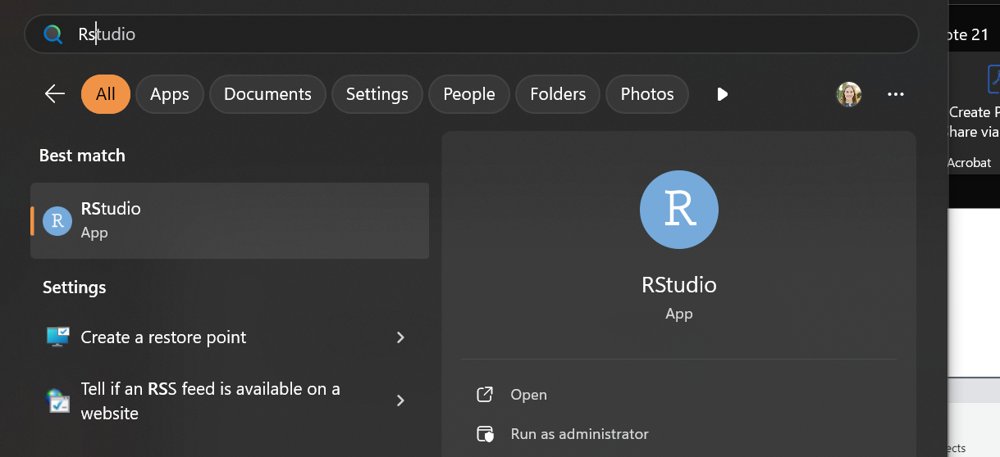 Rstudio
ote 21
All
Apps
Documents
Settings
People
Folders
Photos
Create P
hare via
Acrobat
Best match
R
RStudio
App
R
RStudio
App
Settings
Create a restore point
Tell if an RSS feed is available on a
website
Open
Run as administrator
ects